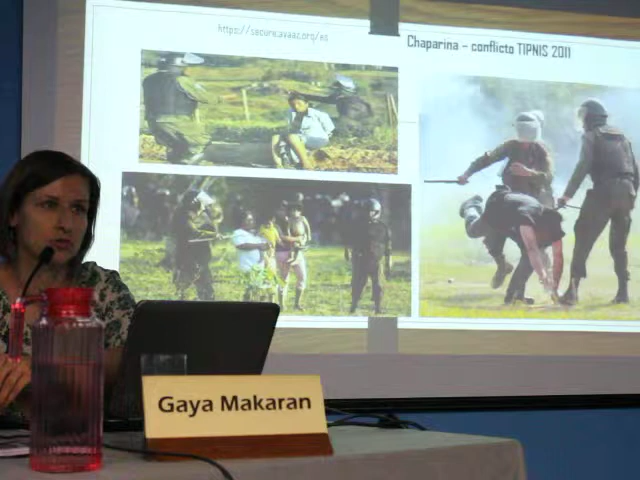 https://secure.avaaz.org/es
Chaparina - conflicto TIPNIS 2011
Gaya Makaran